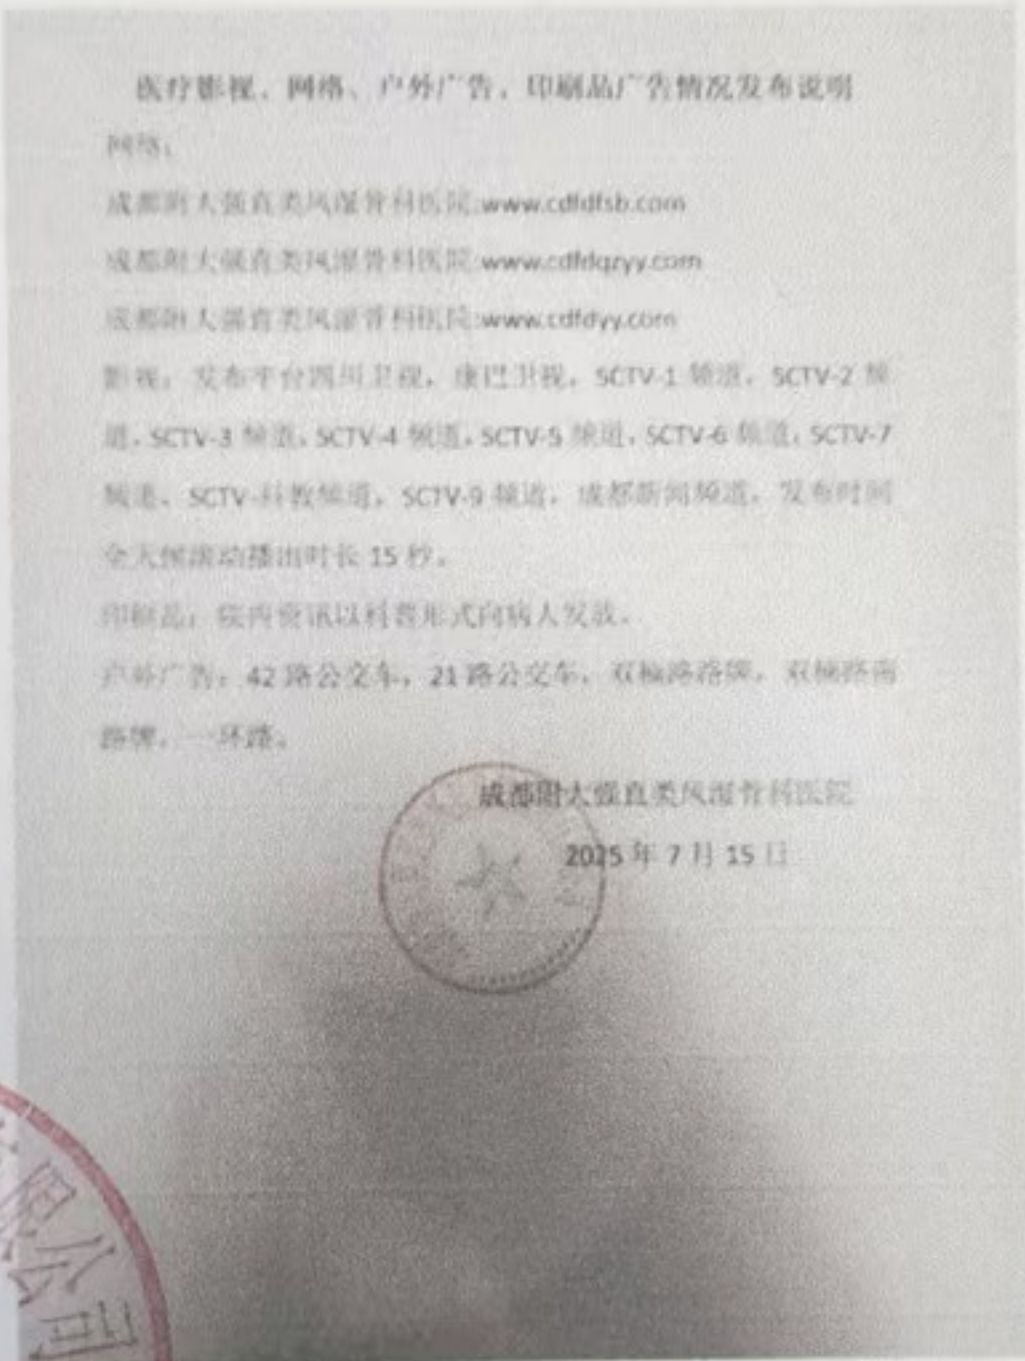 医疗影视、网络、户外广告、印刷品广告情况发布说明
网络：
成都附大强直类风湿骨科医院:www.cdfdfsb.com
成都附大强直类风湿骨科医院:www.cdfdqzyy.com
成都附大强直类风湿骨科医院:www.cdfdyy.com
影视：发布平台四川卫视，康巴卫视，SCTV-1 频道、SCTV-2 频
道，SCTV-3 频道，SCTV-4 频道，SCTV-5 频道，SCTV-6 频道，SCTV-7
频道、SCTV-科教频道，SCTV-9 频道，成都新闻频道，发布时间
全天候滚动播出时长 15 秒。
印刷品：院内资讯以科普形式向病人发放。
户外广告：42 路公交车，21 路公交车，双楠路路牌，双楠路南
路牌，一环路。
成都附大强直类风湿骨科医院
2025 年 7 月 15 日
限公司